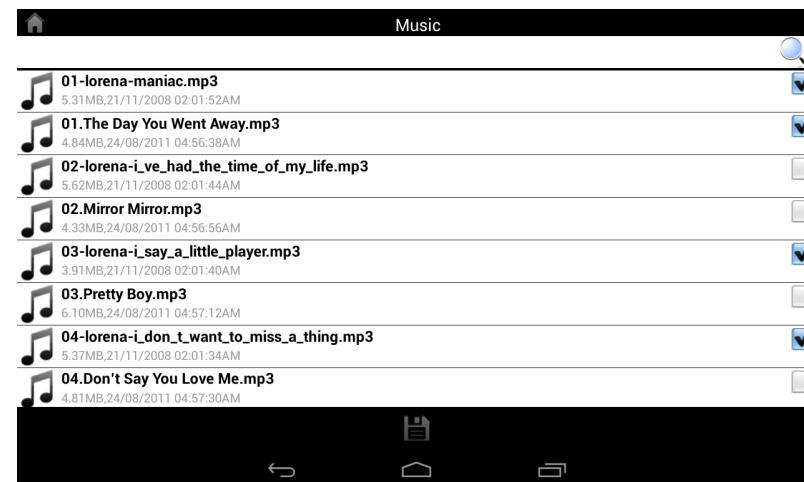 Music
01-lorena-maniac.mp3
5.31MB,21/11/2008 02:01:52AM
01.The Day You Went Away.mp3
4.84MB,24/08/2011 04:56:38AM
02-lorena-i_ve_had_the_time_of_my_life.mp3
5.62MB,21/11/2008 02:01:44AM
02.Mirror Mirror.mp3
4.33MB,24/08/2011 04:56:56AM
03-lorena-i_say_a_little_player.mp3
3.91MB,21/11/2008 02:01:40AM
03.Pretty Boy.mp3
6.10MB,24/08/2011 04:57:12AM
04-lorena-i_don_t_want_to_miss_a_thing.mp3
5.37MB,21/11/2008 02:01:34AM
04.Don't Say You Love Me.mp3
4.81MB,24/08/2011 04:57:30AM